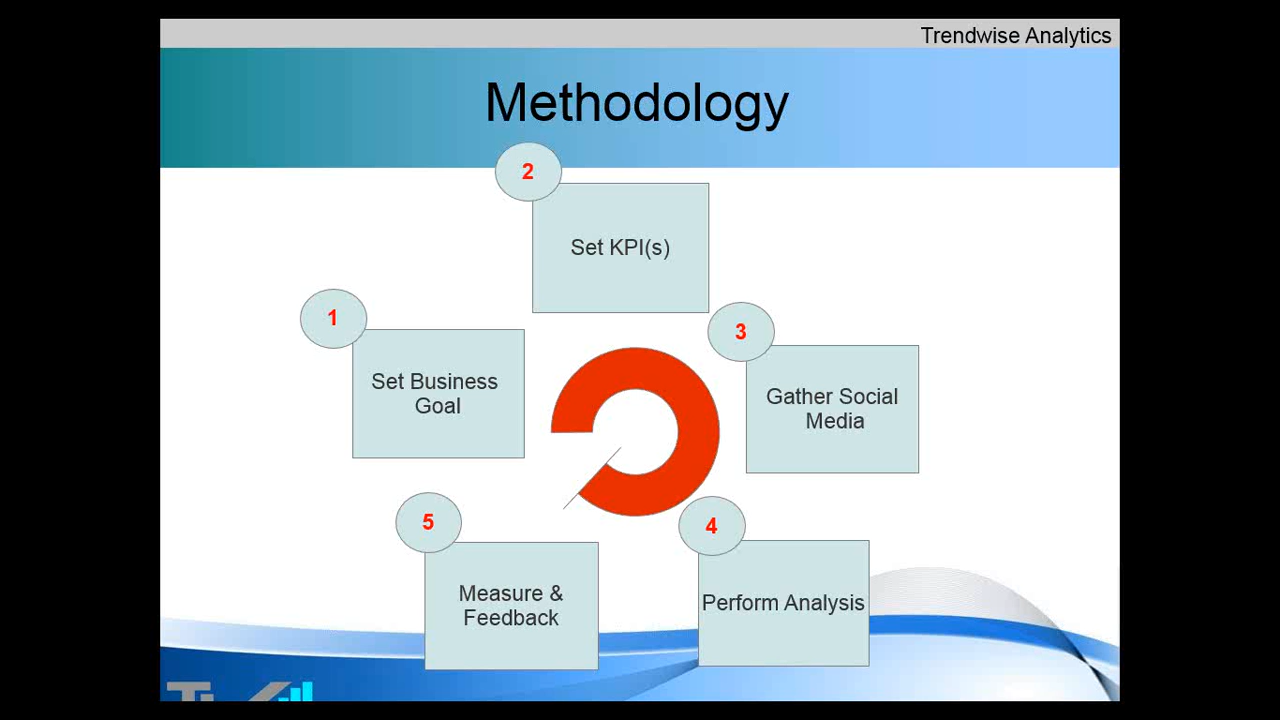 Trendwise Analytics
Methodology
1
Set Business
Goal
2
Set KPI(s)
3
Gather Social
Media
4
Perform Analysis
5
Measure &
Feedback